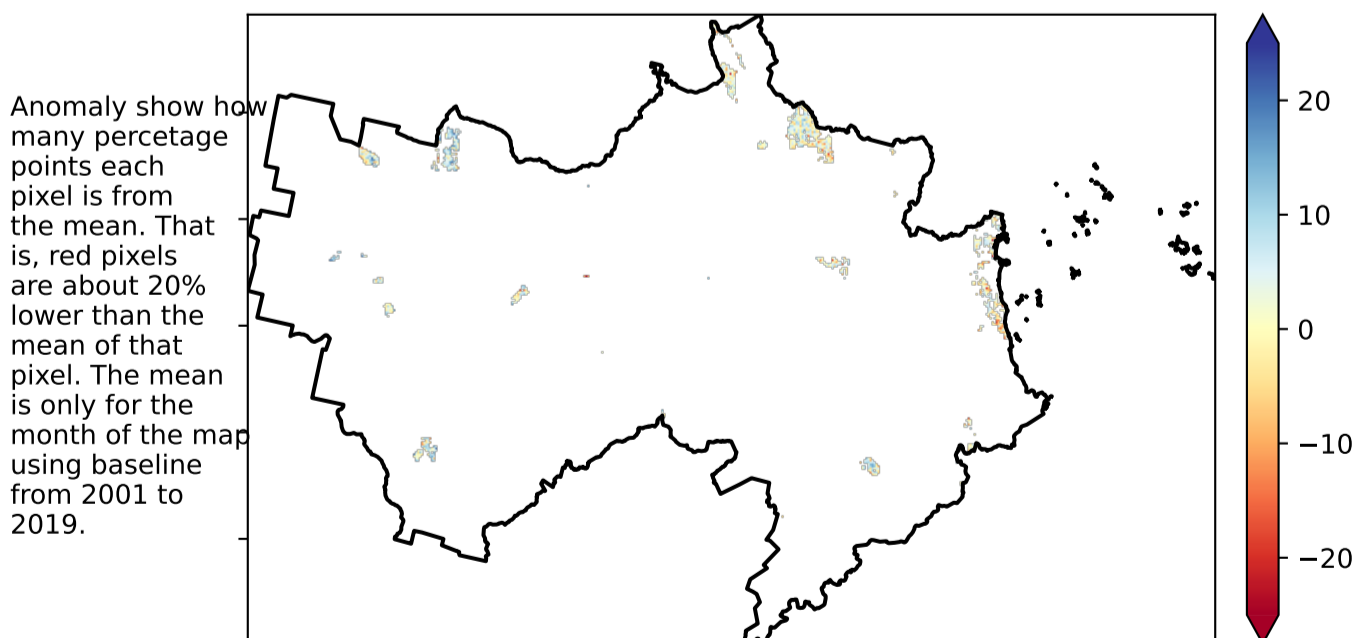 Anomaly show how
many percetage
points each
pixel is from
the mean. That
is, red pixels
are about 20%
lower than the
mean of that
pixel. The mean
is only for the
month of the map
using baseline
from 2001 to
2019.
20
10
0
−10
−20